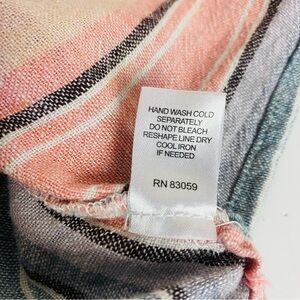 HAND WASH COLD
SEPARATELY
DO NOT BLEACH
RESHAPE LINE DRY
COOL IRON
IF NEEDED
RN 83059